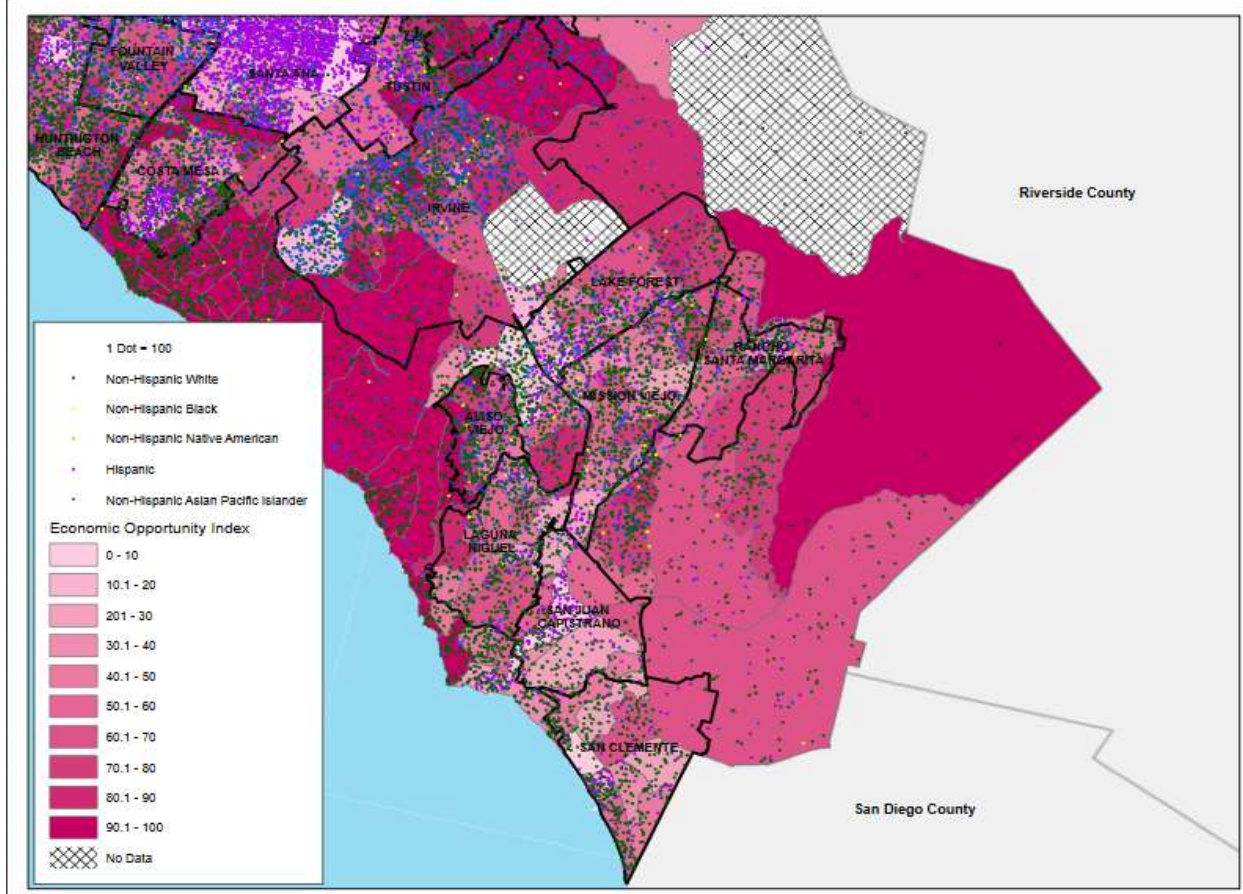 FOUNTAIN
VALLEY
SANTA ANA
TUSTIN
HUNTINGTON
BEACH
COSTA MESA
IRVINE
Riverside County
LAKE FOREST
RANCHO
SANTA MARGARITA
MISSION VIEJO
ALISO
VIEJO
LAGUNA
NIGUEL
SAN JUAN
CAPISTRANO
SAN CLEMENTE
San Diego County
1 Dot = 100
Non-Hispanic White
Non-Hispanic Black
Non-Hispanic Native American
Hispanic
Non-Hispanic Asian Pacific Islander
Economic Opportunity Index
0 - 10
10.1 - 20
201 - 30
30.1 - 40
40.1 - 50
50.1 - 60
60.1 - 70
70.1 - 80
80.1 - 90
90.1 - 100
No Data